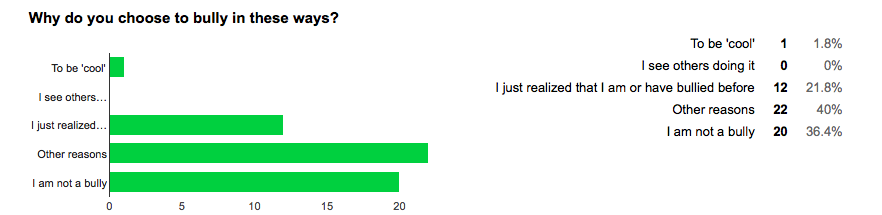 Why do you choose to bully in these ways?
To be 'cool'
I see others...
I just realized...
Other reasons
I am not a bully
0 5 10 15 20
To be 'cool' 1 1.8%
I see others doing it 0 0%
I just realized that I am or have bullied before 12 21.8%
Other reasons 22 40%
I am not a bully 20 36.4%